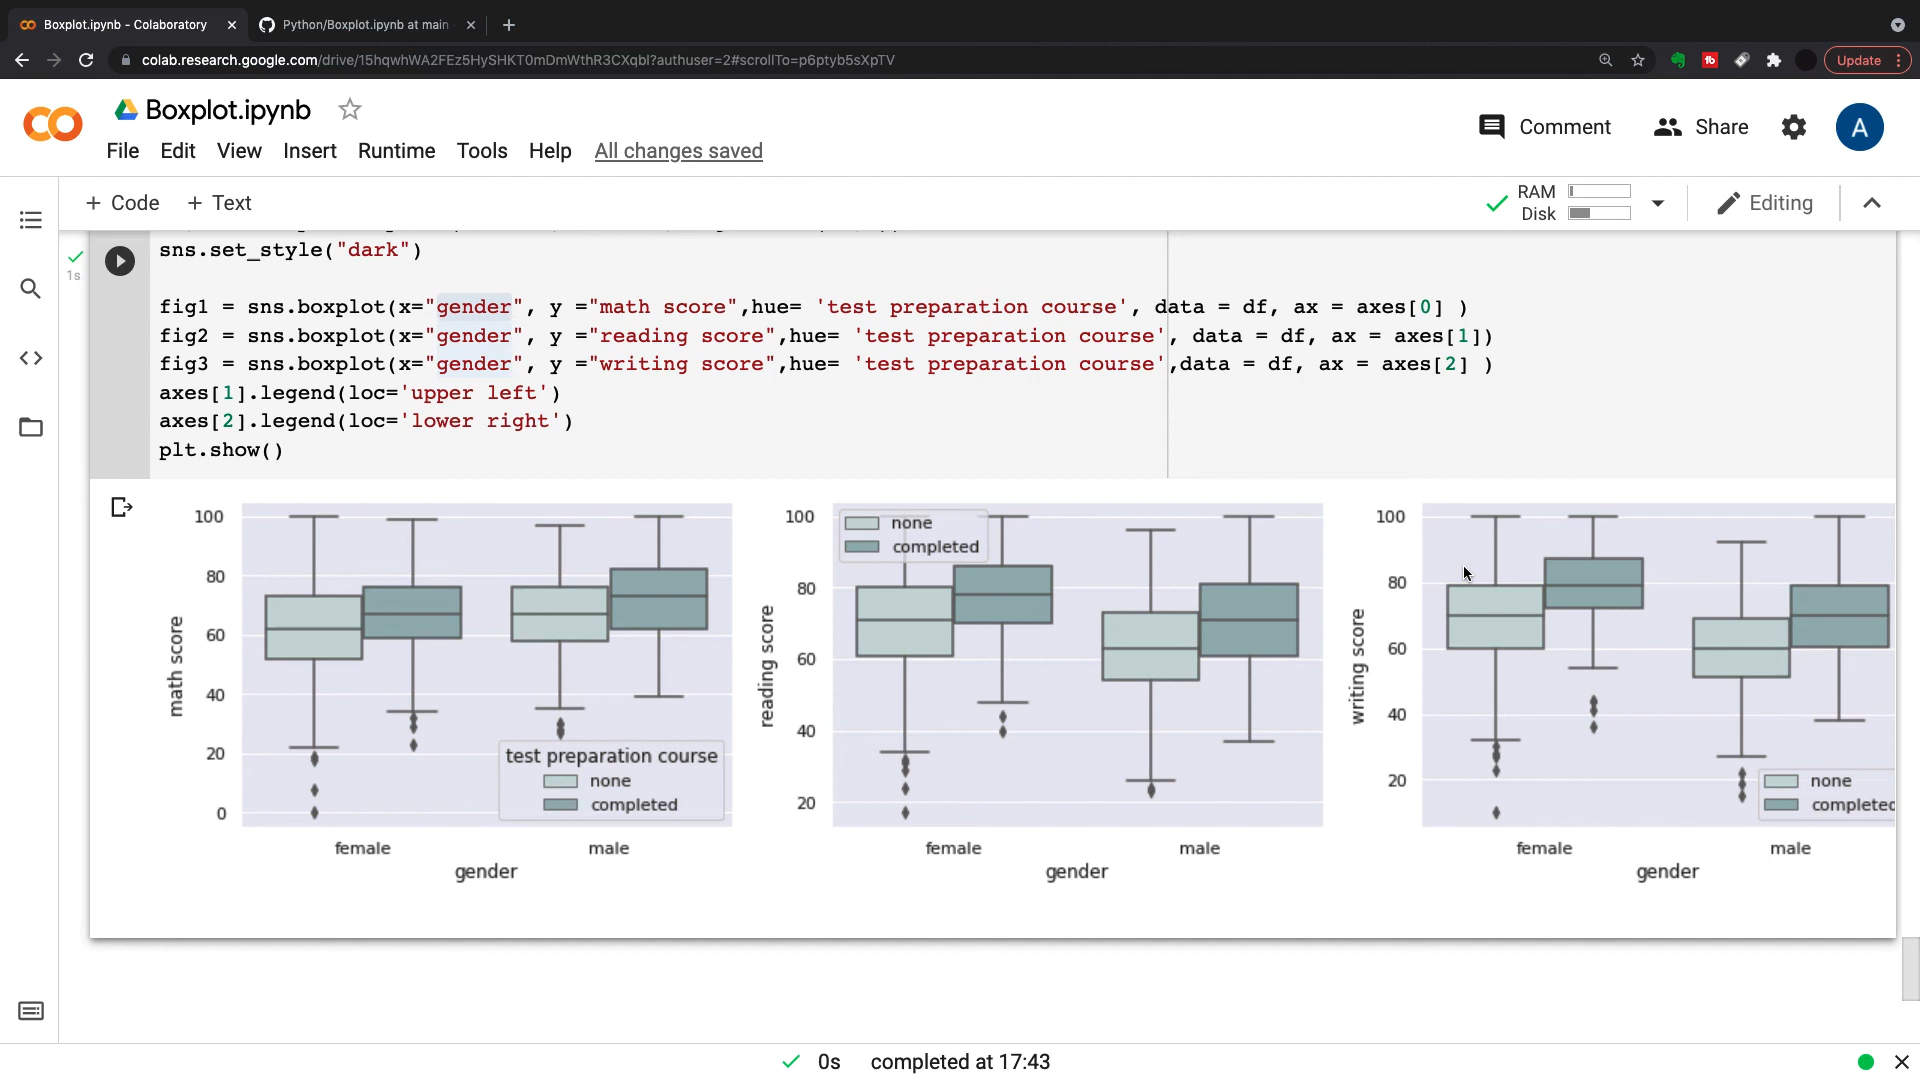 Boxplot.ipynb - Colaboratory
Python/Boxplot.ipynb at main
colab.research.google.com/drive/15hqwhWA2FEz5HySHKT0mDmWthR3CXqbl?authuser=2#scrollTo=p6ptyb5sXpTV
Update
Boxplot.ipynb
File Edit View Insert Runtime Tools Help All changes saved
Comment
Share
A
+ Code + Text
RAM
Disk
Editing
1s
sns.set_style("dark")
fig1 = sns.boxplot(x="gender", y ="math score",hue= 'test preparation course', data = df, ax = axes[0] )
fig2 = sns.boxplot(x="gender", y ="reading score",hue= 'test preparation course', data = df, ax = axes[1])
fig3 = sns.boxplot(x="gender", y ="writing score",hue= 'test preparation course',data = df, ax = axes[2] )
axes[1].legend(loc='upper left')
axes[2].legend(loc='lower right')
plt.show()
100
80
60
40
20
0
math score
test preparation course
none
completed
female male
gender
100
80
60
40
20
reading score
none
completed
female male
gender
100
80
60
40
20
writing score
none
completed
female male
gender
0s completed at 17:43